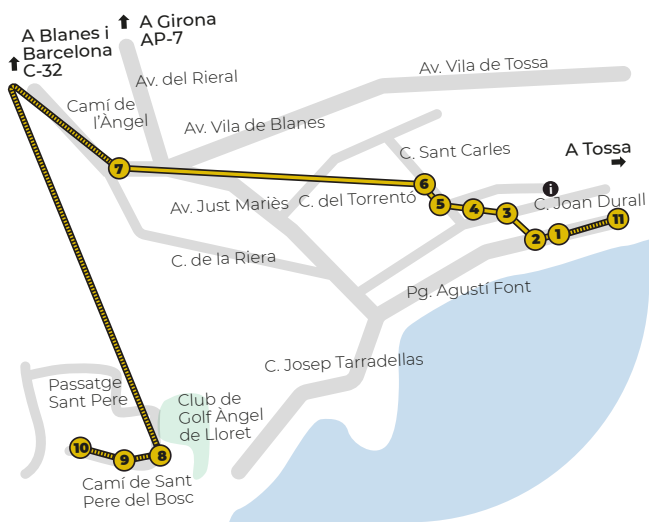 A Blanes i
Barcelona
C-32
A Girona
AP-7
Av. del Rieral
Av. Vila de Tossa
Camí de
l'Àngel
Av. Vila de Blanes
C. Sant Carles
A Tossa
7
6
i
Av. Just Mariès
C. del Torrentó
5
4
3
C. Joan Durall
11
2
1
C. de la Riera
Pg. Agustí Font
C. Josep Tarradellas
Passatge
Sant Pere
Club de
Golf Àngel
de Lloret
10
9
8
Camí de Sant
Pere del Bosc